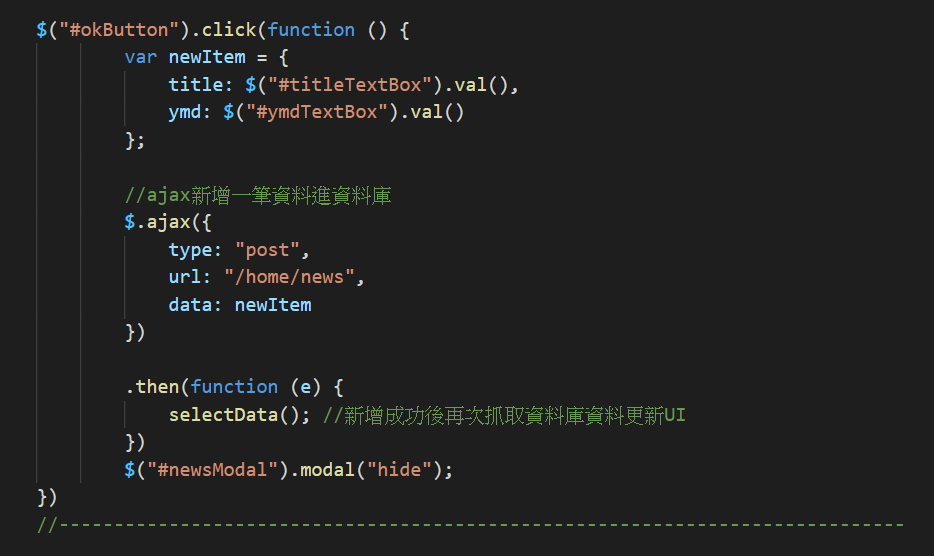 $("#okButton").click(function () {
var newItem = {
title: $("#titleTextBox").val(),
ymd: $("#ymdTextBox").val()
};
//ajax新增一筆資料進資料庫
$.ajax({
type: "post",
url: "/home/news",
data: newItem
})
.then(function (e) {
selectData(); //新增成功後再次抓取資料庫資料更新UI
})
$("#newsModal").modal("hide");
})
//-----------------------------------------------------------------------------